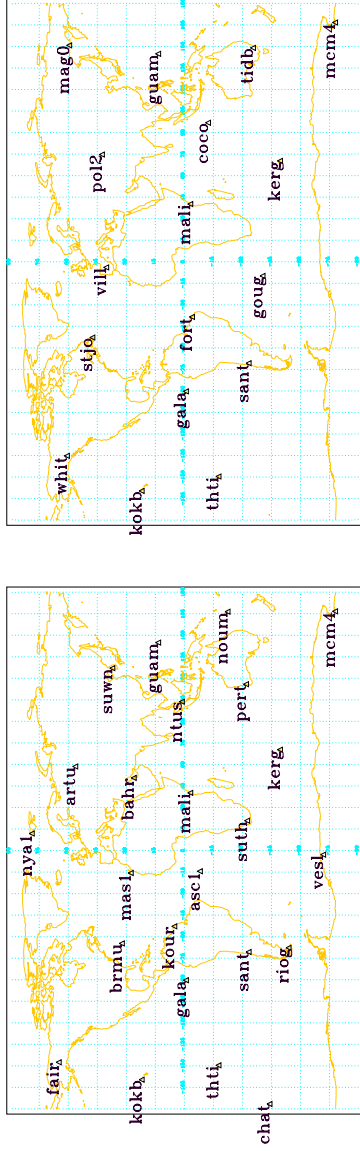 nya1
fair
artu
suwn
brmu
mas1
bahr
kokb
guam
kour
ntus
gala
mali
asc1
thti
noum
sant
suth
pert
chat
riog
kerg
vesl
mcm4
whit
mag0
stjo
pol2
vill
kokb
guam
gala
fort
mali
coco
thti
sant
tidb
goug
kerg
mcm4